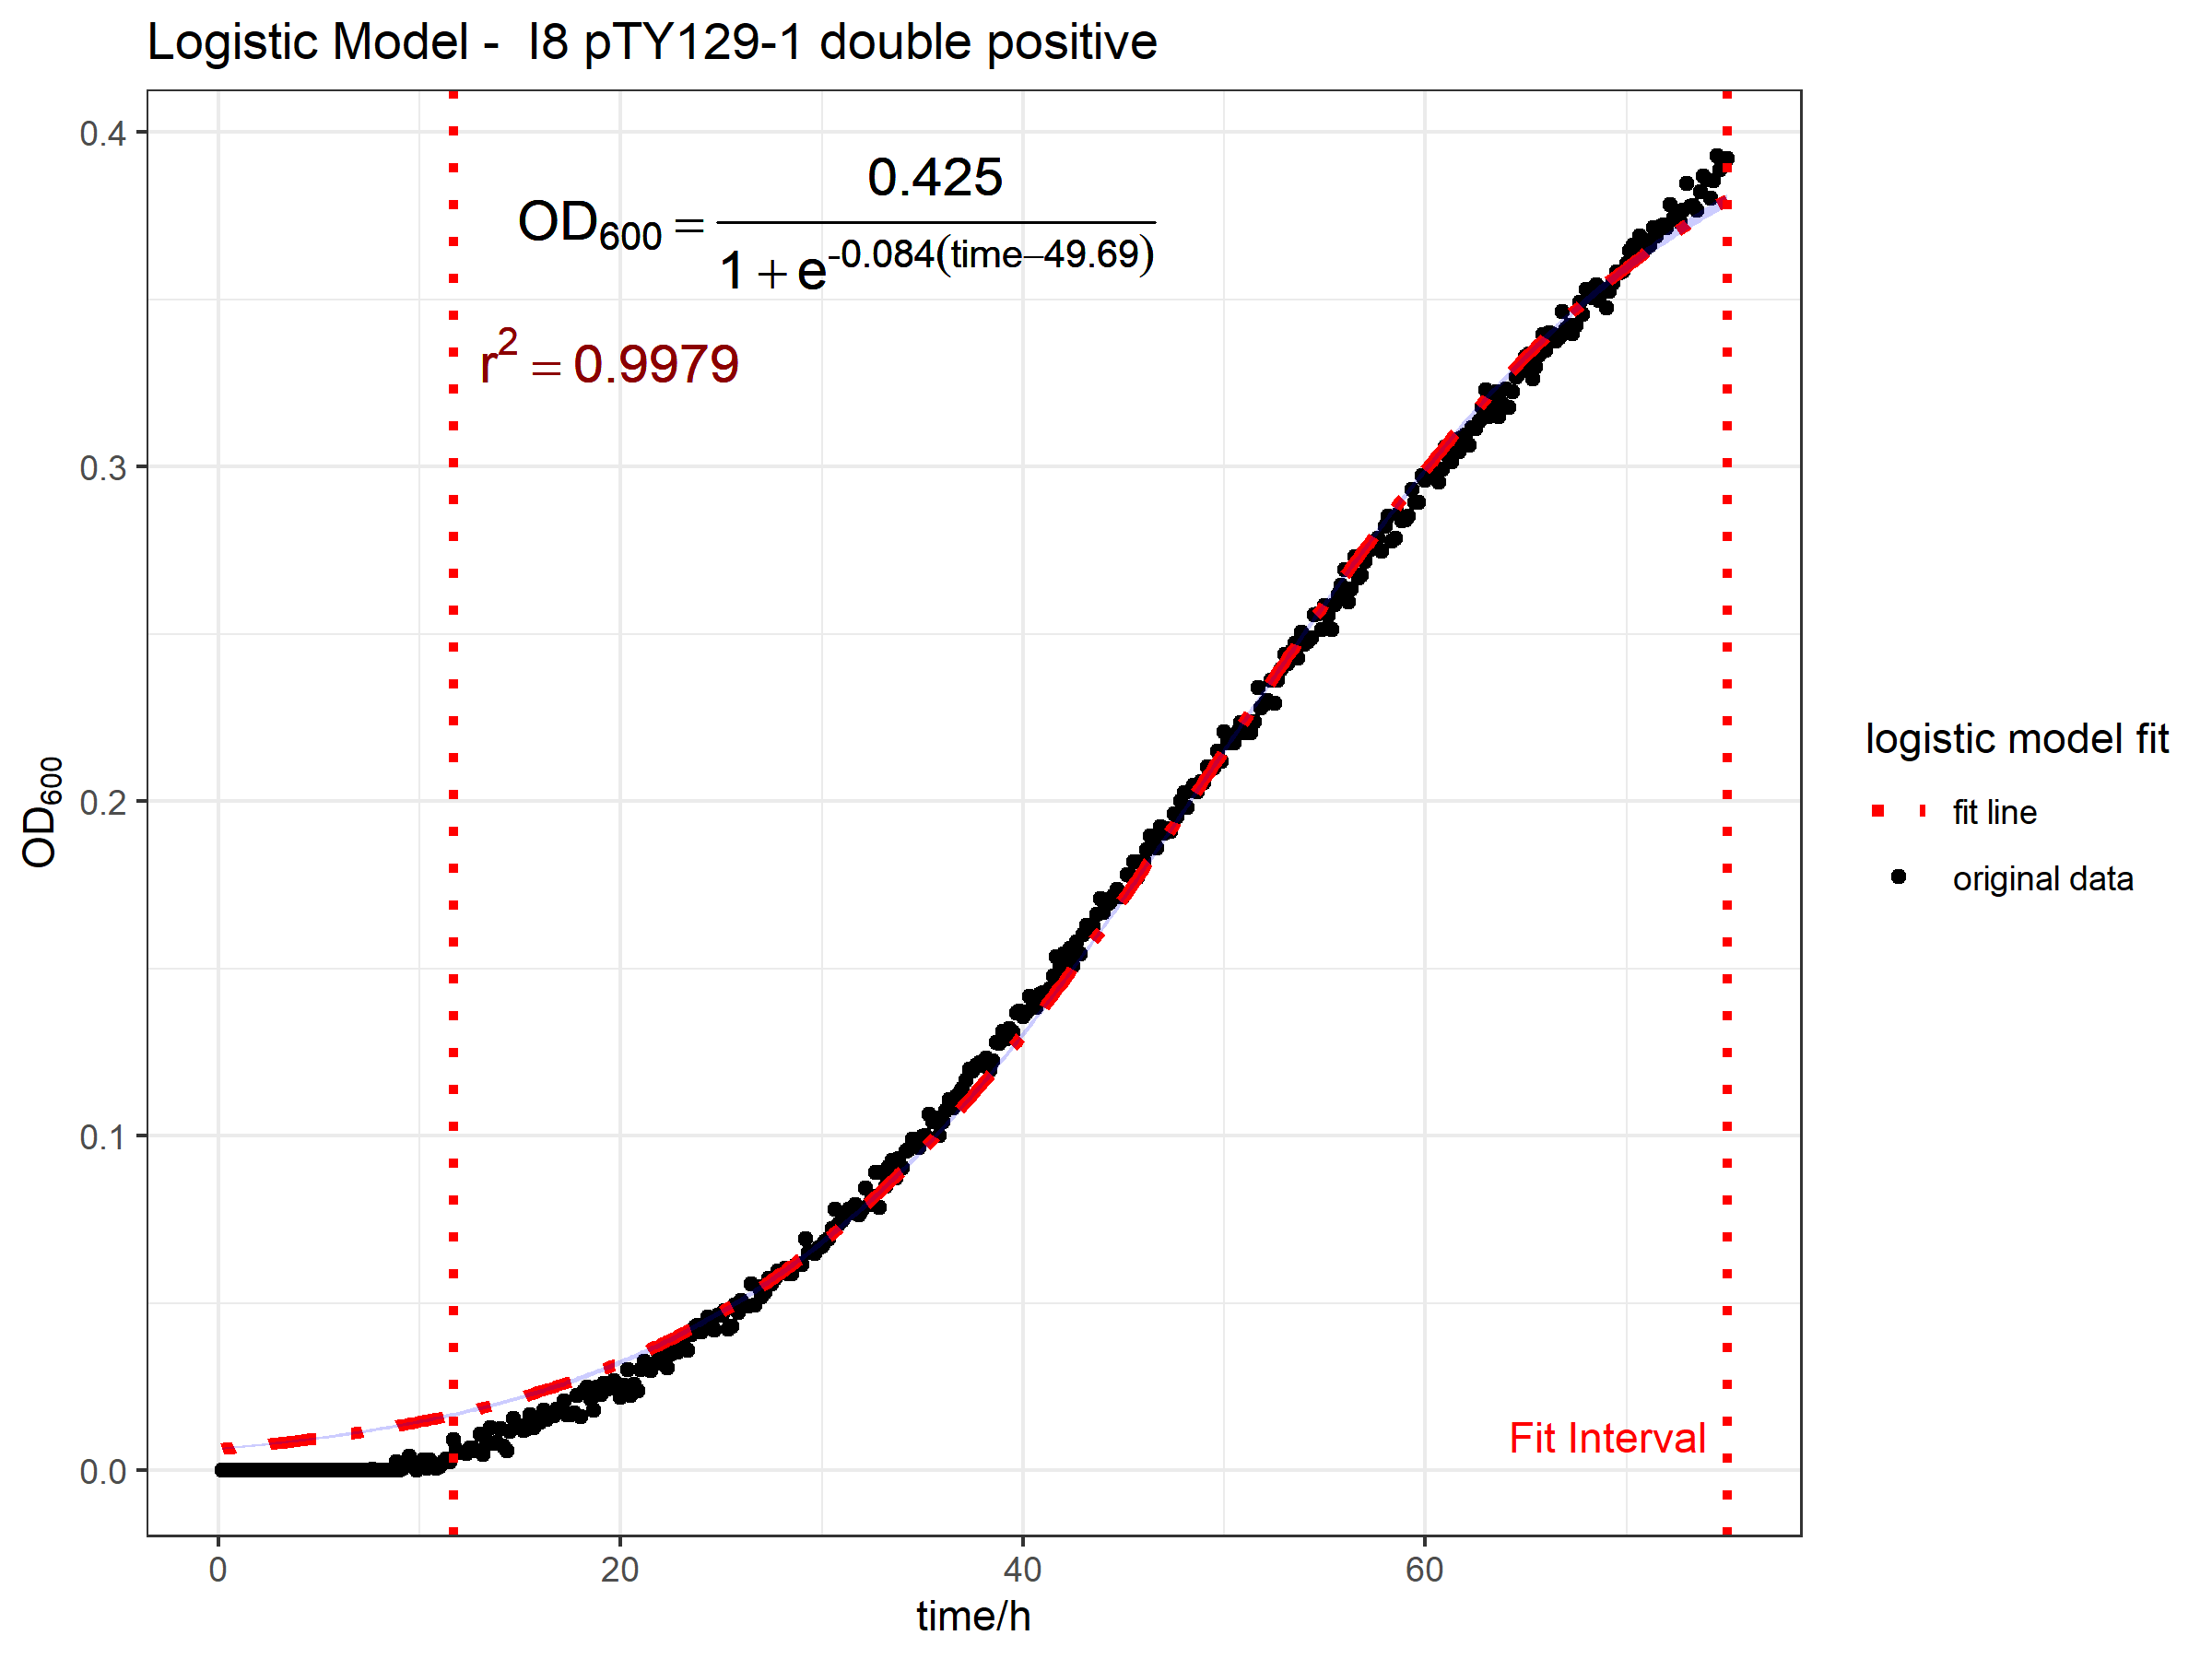 Logistic Model -  I8 pTY129-1 double positive
OD600 = 0.425 / 1 + e^-0.084(time−49.69)
r^2 = 0.9979
0.4
0.3
0.2
0.1
0.0
OD600
0 20 40 60
time/h
Fit Interval
logistic model fit
fit line
original data